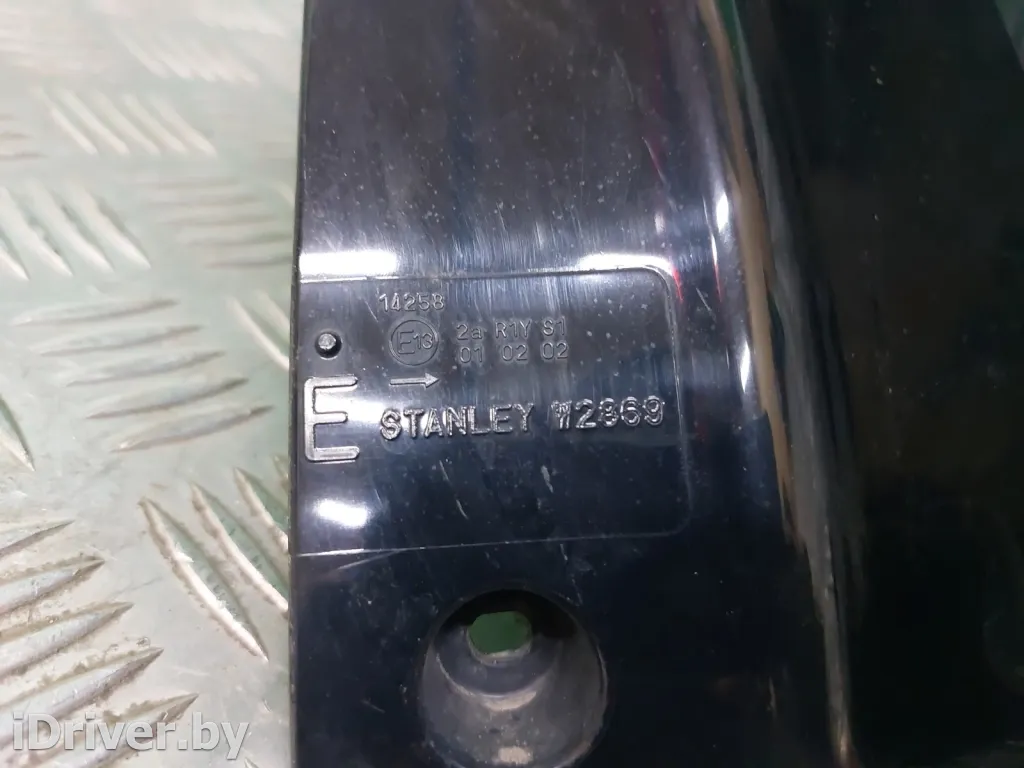 14258
E13 2a R1Y S1
01 02 02
→
E STANLEY W2369
iDriver.by